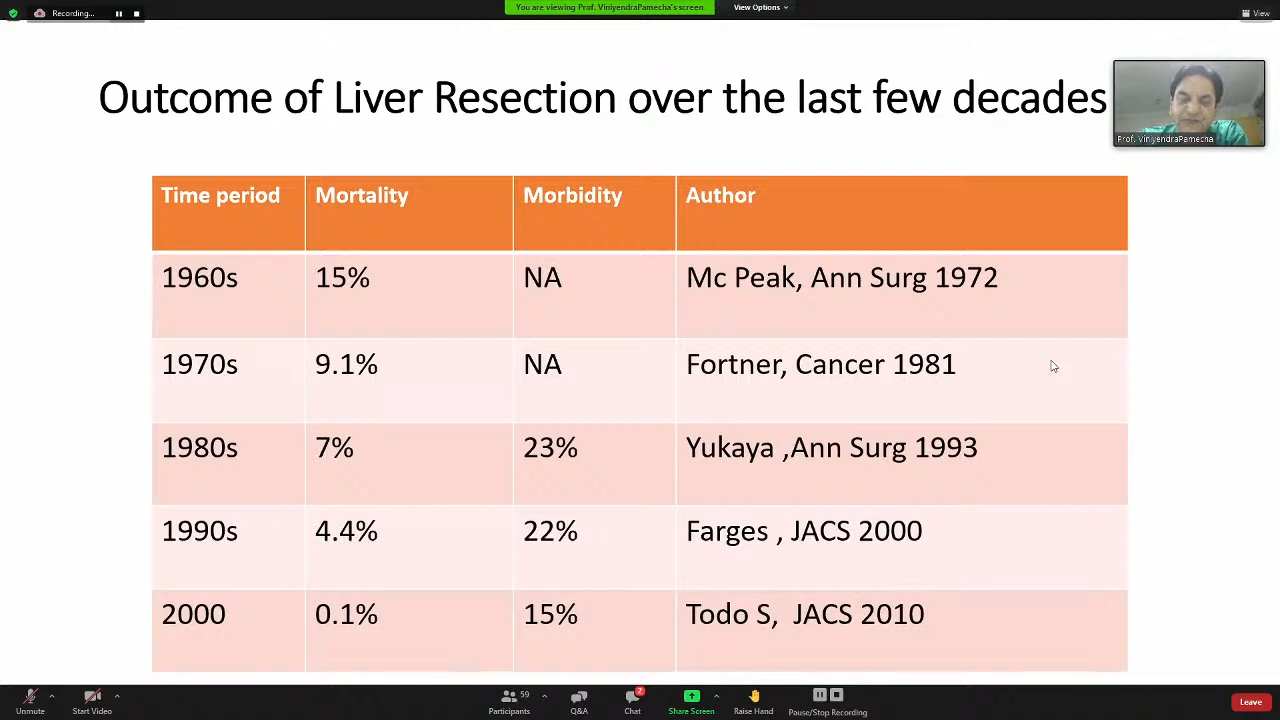 Recording...
You are viewing Prof. ViniyendraPamecha's screen
View Options
View
Outcome of Liver Resection over the last few decades
Prof. ViniyendraPamecha
Time period Mortality Morbidity Author
1960s 15% NA Mc Peak, Ann Surg 1972
1970s 9.1% NA Fortner, Cancer 1981
1980s 7% 23% Yukaya ,Ann Surg 1993
1990s 4.4% 22% Farges , JACS 2000
2000 0.1% 15% Todo S, JACS 2010
59
2
Unmute Start Video Participants Q&A Chat Share Screen Raise Hand Pause/Stop Recording Leave